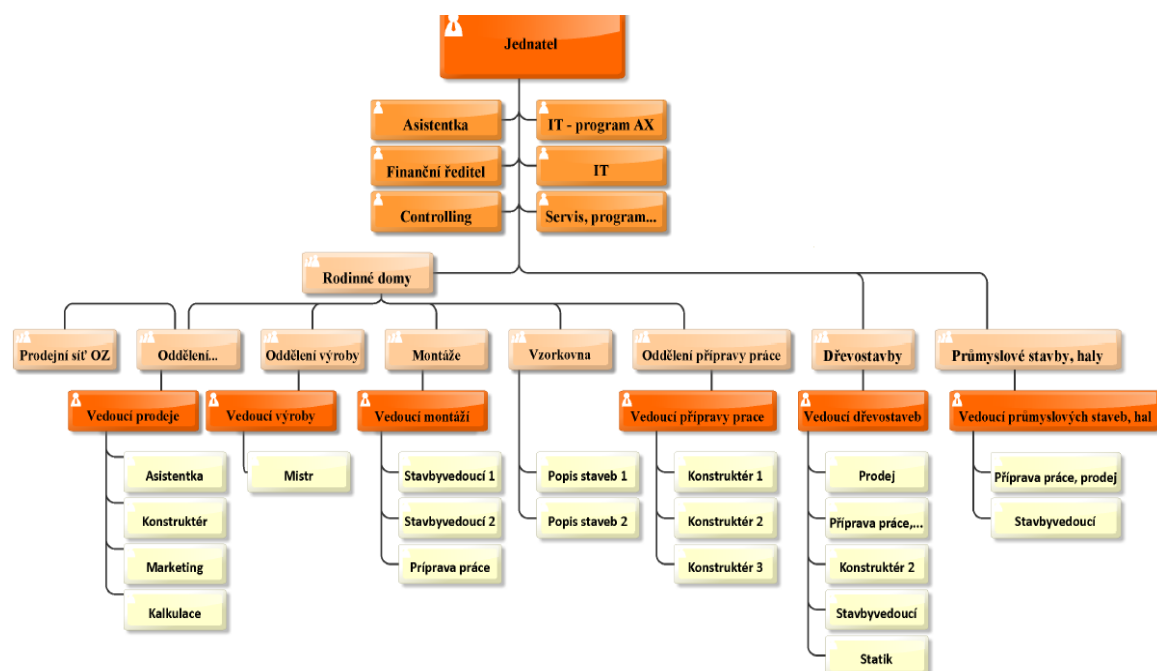 Jednatel
Asistentka
IT - program AX
Finanční ředitel
IT
Controlling
Servis, program...
Rodinné domy
Prodejní síť OZ
Oddělení...
Oddělení výroby
Montáže
Vzorkovna
Oddělení přípravy práce
Dřevostavby
Průmyslové stavby, haly
Vedoucí prodeje
Vedoucí výroby
Vedoucí montáží
Vedoucí přípravy prace
Vedoucí dřevostaveb
Vedoucí průmyslových staveb, hal
Asistentka
Mistr
Stavbyvedoucí 1
Popis staveb 1
Konstruktér 1
Prodej
Příprava práce, prodej
Konstruktér
Stavbyvedoucí 2
Popis staveb 2
Konstruktér 2
Příprava práce,...
Stavbyvedoucí
Marketing
Príprava práce
Konstruktér 3
Konstruktér 2
Kalkulace
Stavbyvedoucí
Statik